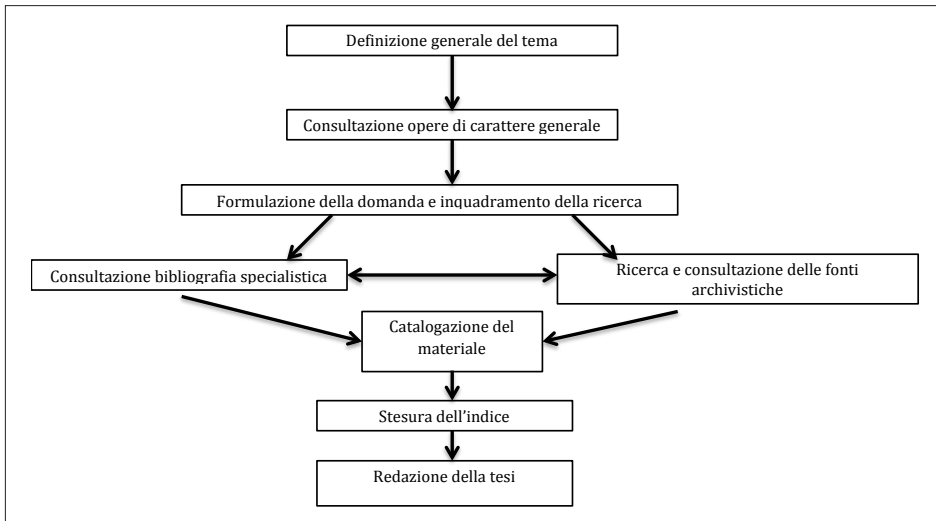 Definizione generale del tema
Consultazione opere di carattere generale
Formulazione della domanda e inquadramento della ricerca
Consultazione bibliografia specialistica
Ricerca e consultazione delle fonti
archivistiche
Catalogazione del
materiale
Stesura dell’indice
Redazione della tesi